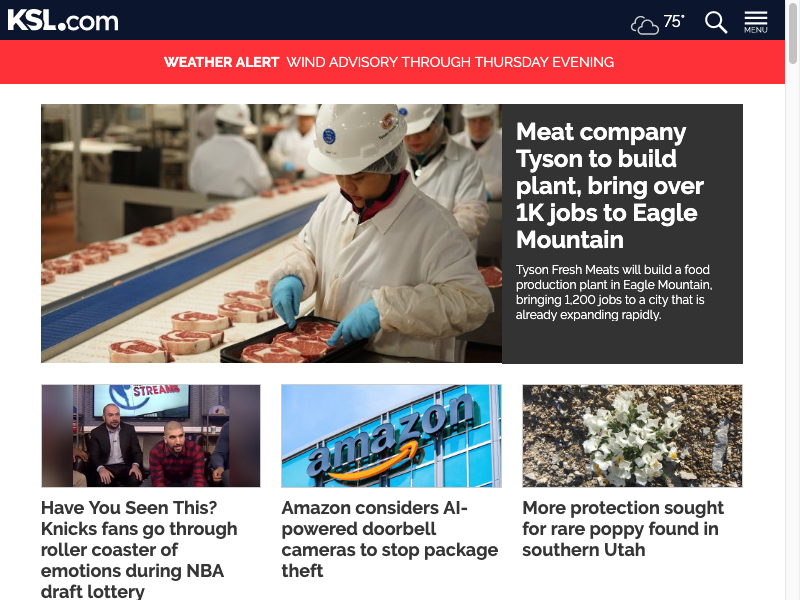 KSL.com
75°
MENU
WEATHER ALERT WIND ADVISORY THROUGH THURSDAY EVENING
Meat company
Tyson to build
plant, bring over
1K jobs to Eagle
Mountain
Tyson Fresh Meats will build a food
production plant in Eagle Mountain,
bringing 1,200 jobs to a city that is
already expanding rapidly.
STREAMS
amazon
Have You Seen This?
Knicks fans go through
roller coaster of
emotions during NBA
draft lottery
Amazon considers AI-
powered doorbell
cameras to stop package
theft
More protection sought
for rare poppy found in
southern Utah